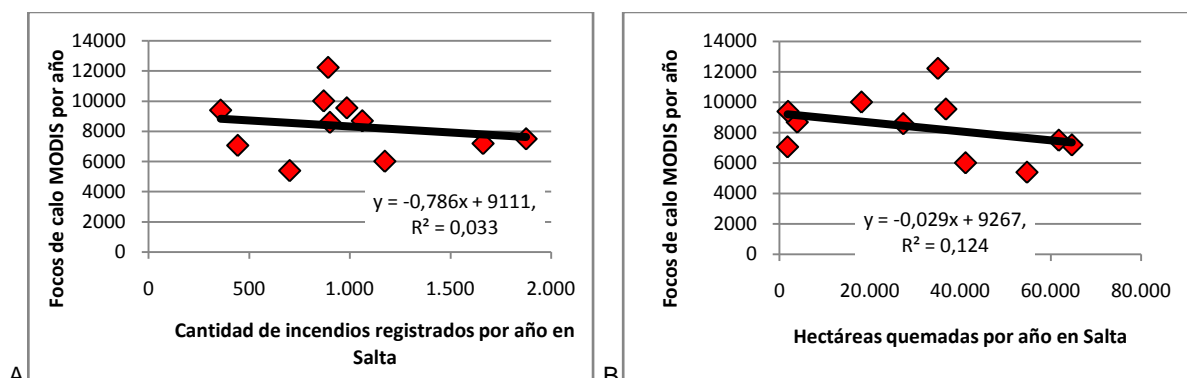 Focos de calo MODIS por año
14000
12000
10000
8000
6000
4000
2000
0
y = -0,786x + 9111,
R² = 0,033
0 500 1.000 1.500 2.000
Cantidad de incendios registrados por año en
Salta
A
Focos de calo MODIS por año
14000
12000
10000
8000
6000
4000
2000
0
y = -0,029x + 9267,
R² = 0,124
0 20.000 40.000 60.000 80.000
Hectáreas quemadas por año en Salta
B